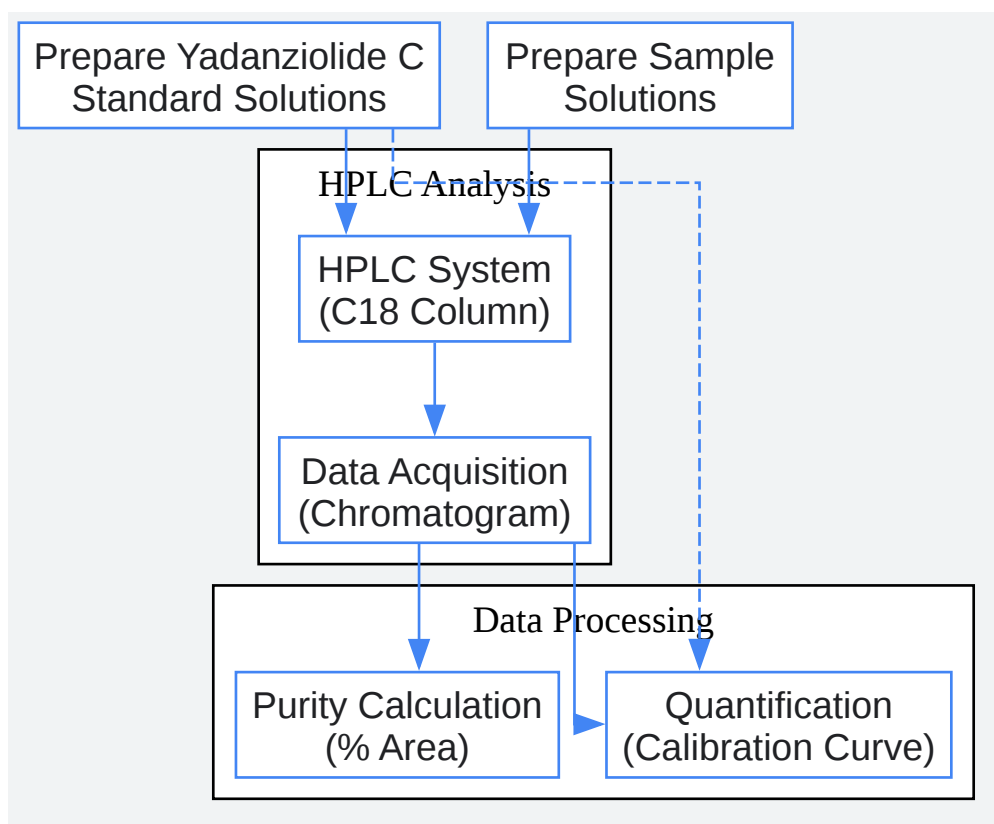 Prepare Yadanziolide C
Standard Solutions
Prepare Sample
Solutions
HPLC Analysis
HPLC System
(C18 Column)
Data Acquisition
(Chromatogram)
Data Processing
Purity Calculation
(% Area)
Quantification
(Calibration Curve)